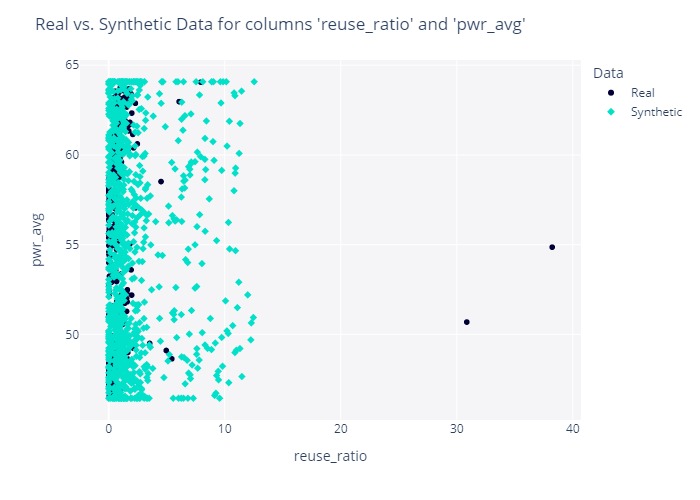 Real vs. Synthetic Data for columns 'reuse_ratio' and 'pwr_avg'
65
60
55
50
pwr_avg
0
10
20
30
40
reuse_ratio
Data
Real
Synthetic